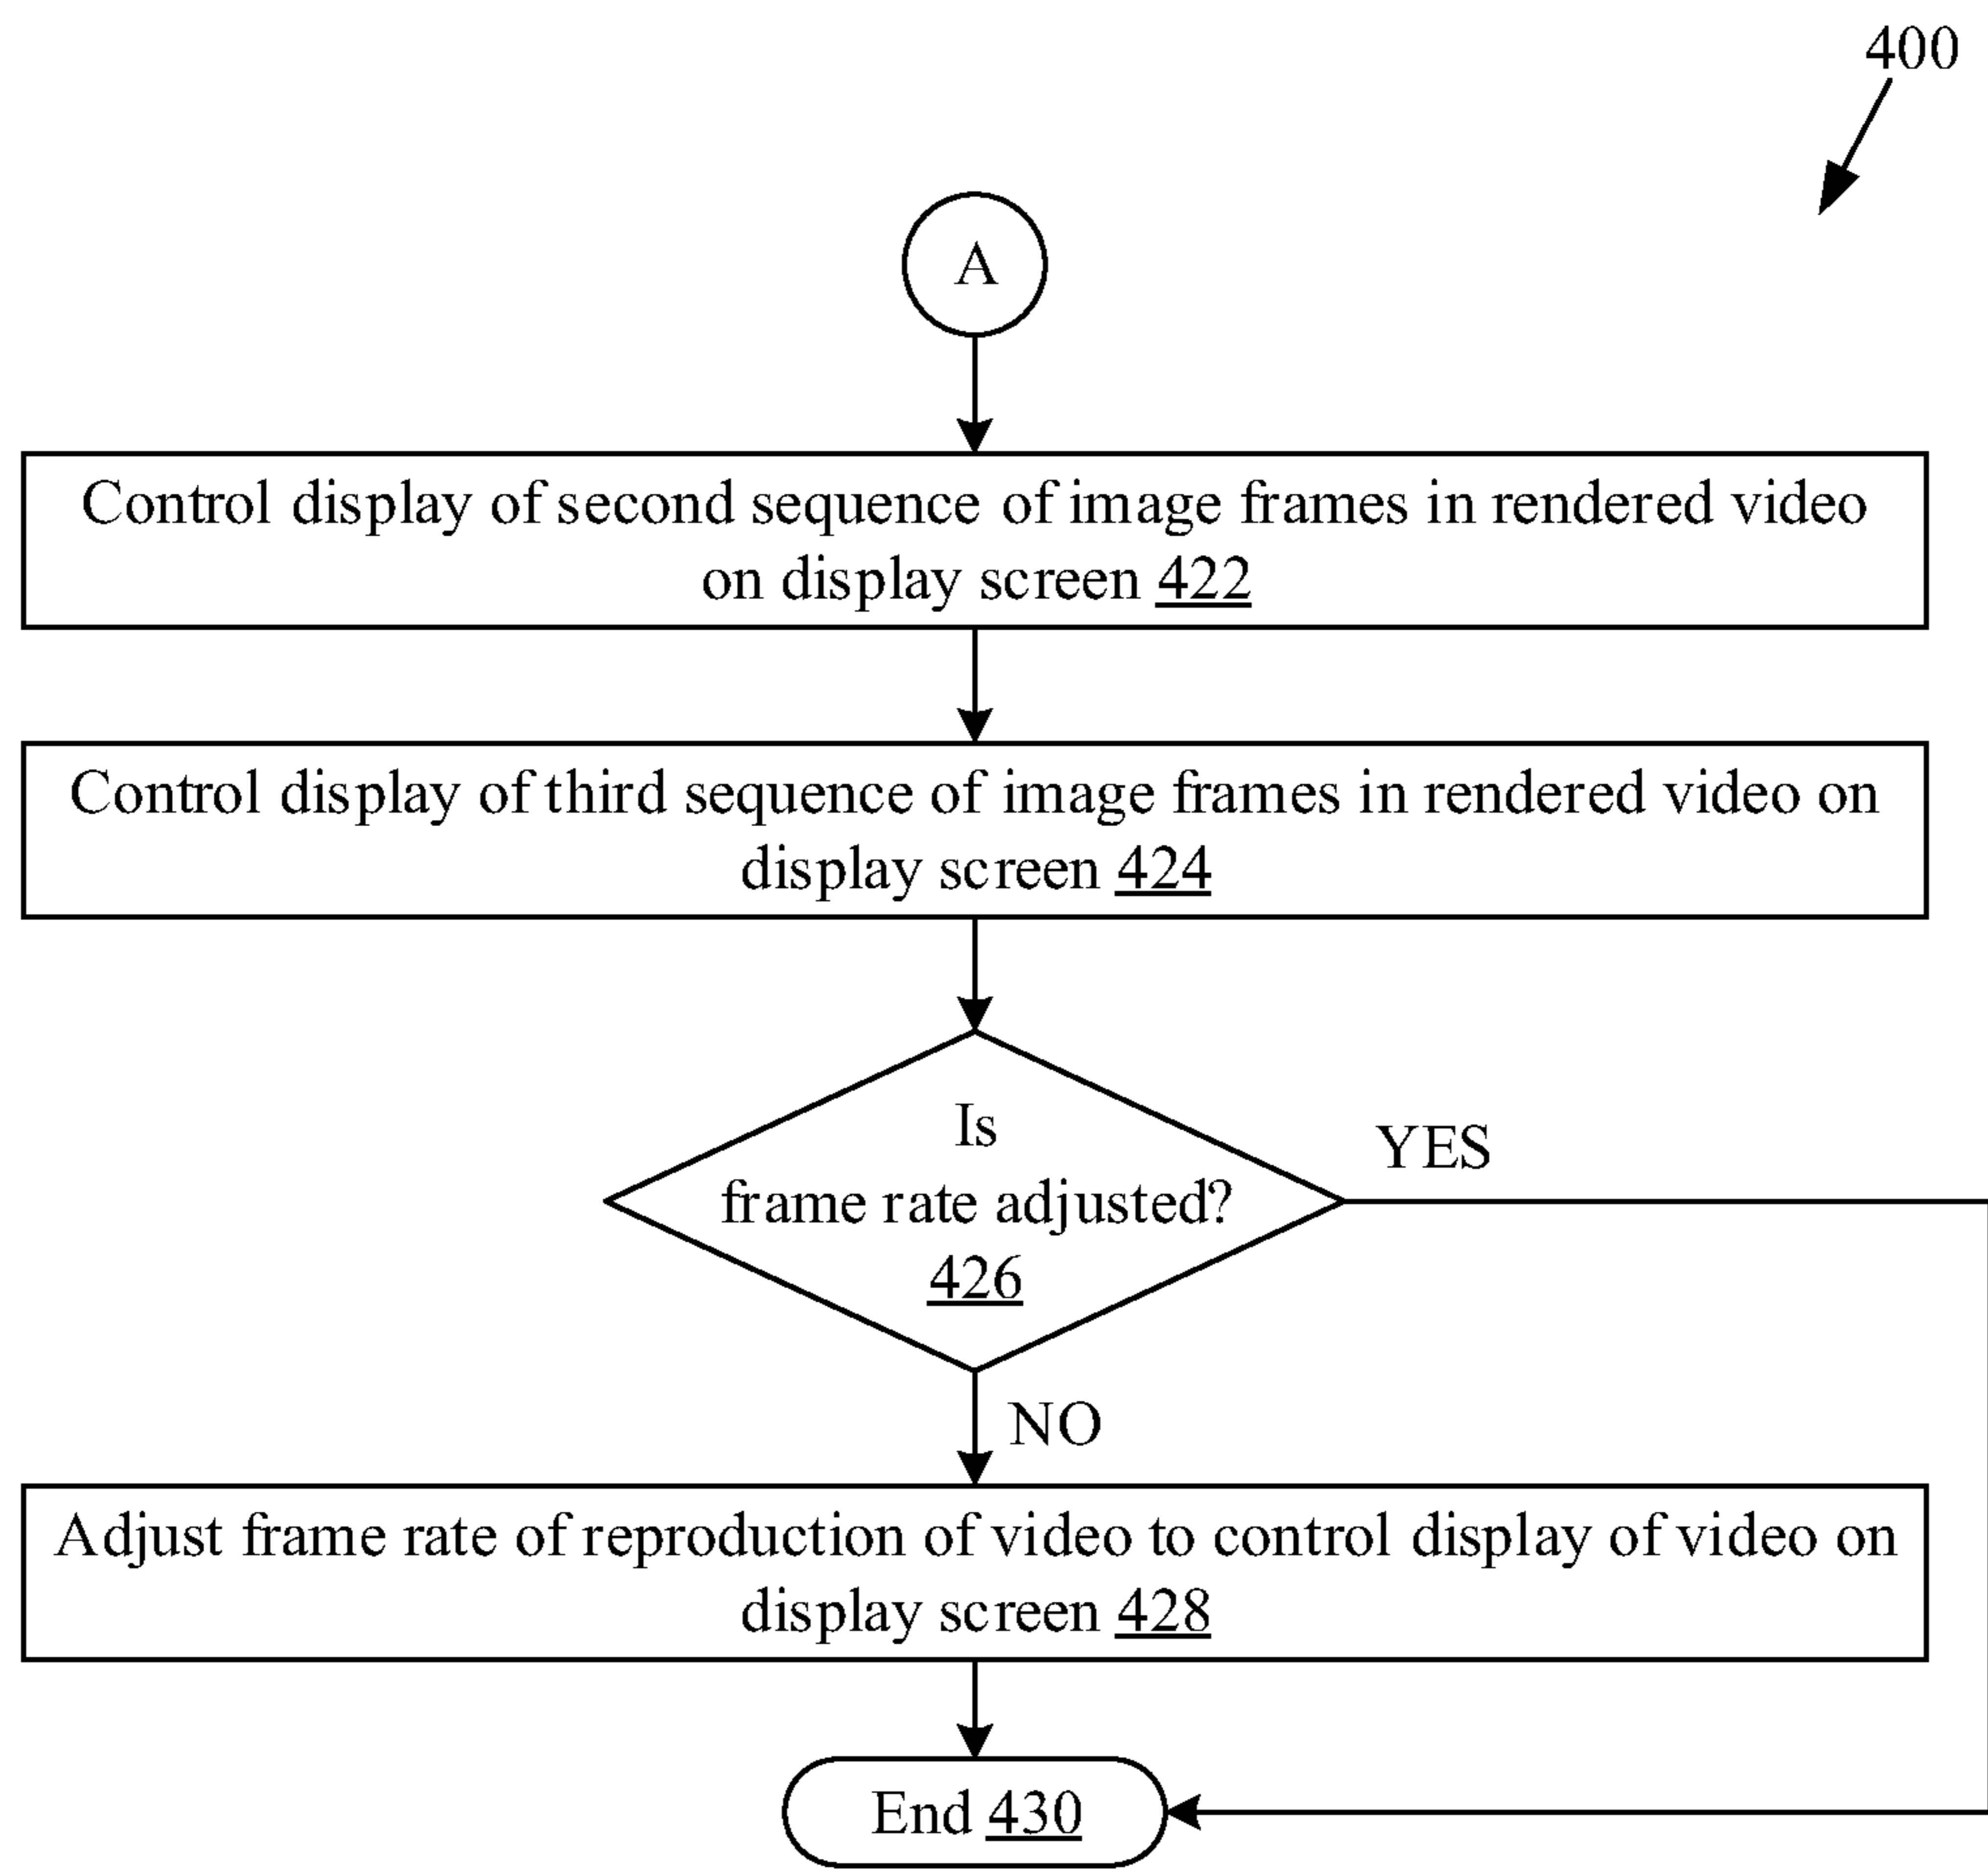 400
A
Control display of second sequence of image frames in rendered video
on display screen 422
Control display of third sequence of image frames in rendered video on
display screen 424
Is
frame rate adjusted?
426
YES
NO
Adjust frame rate of reproduction of video to control display of video on
display screen 428
End 430